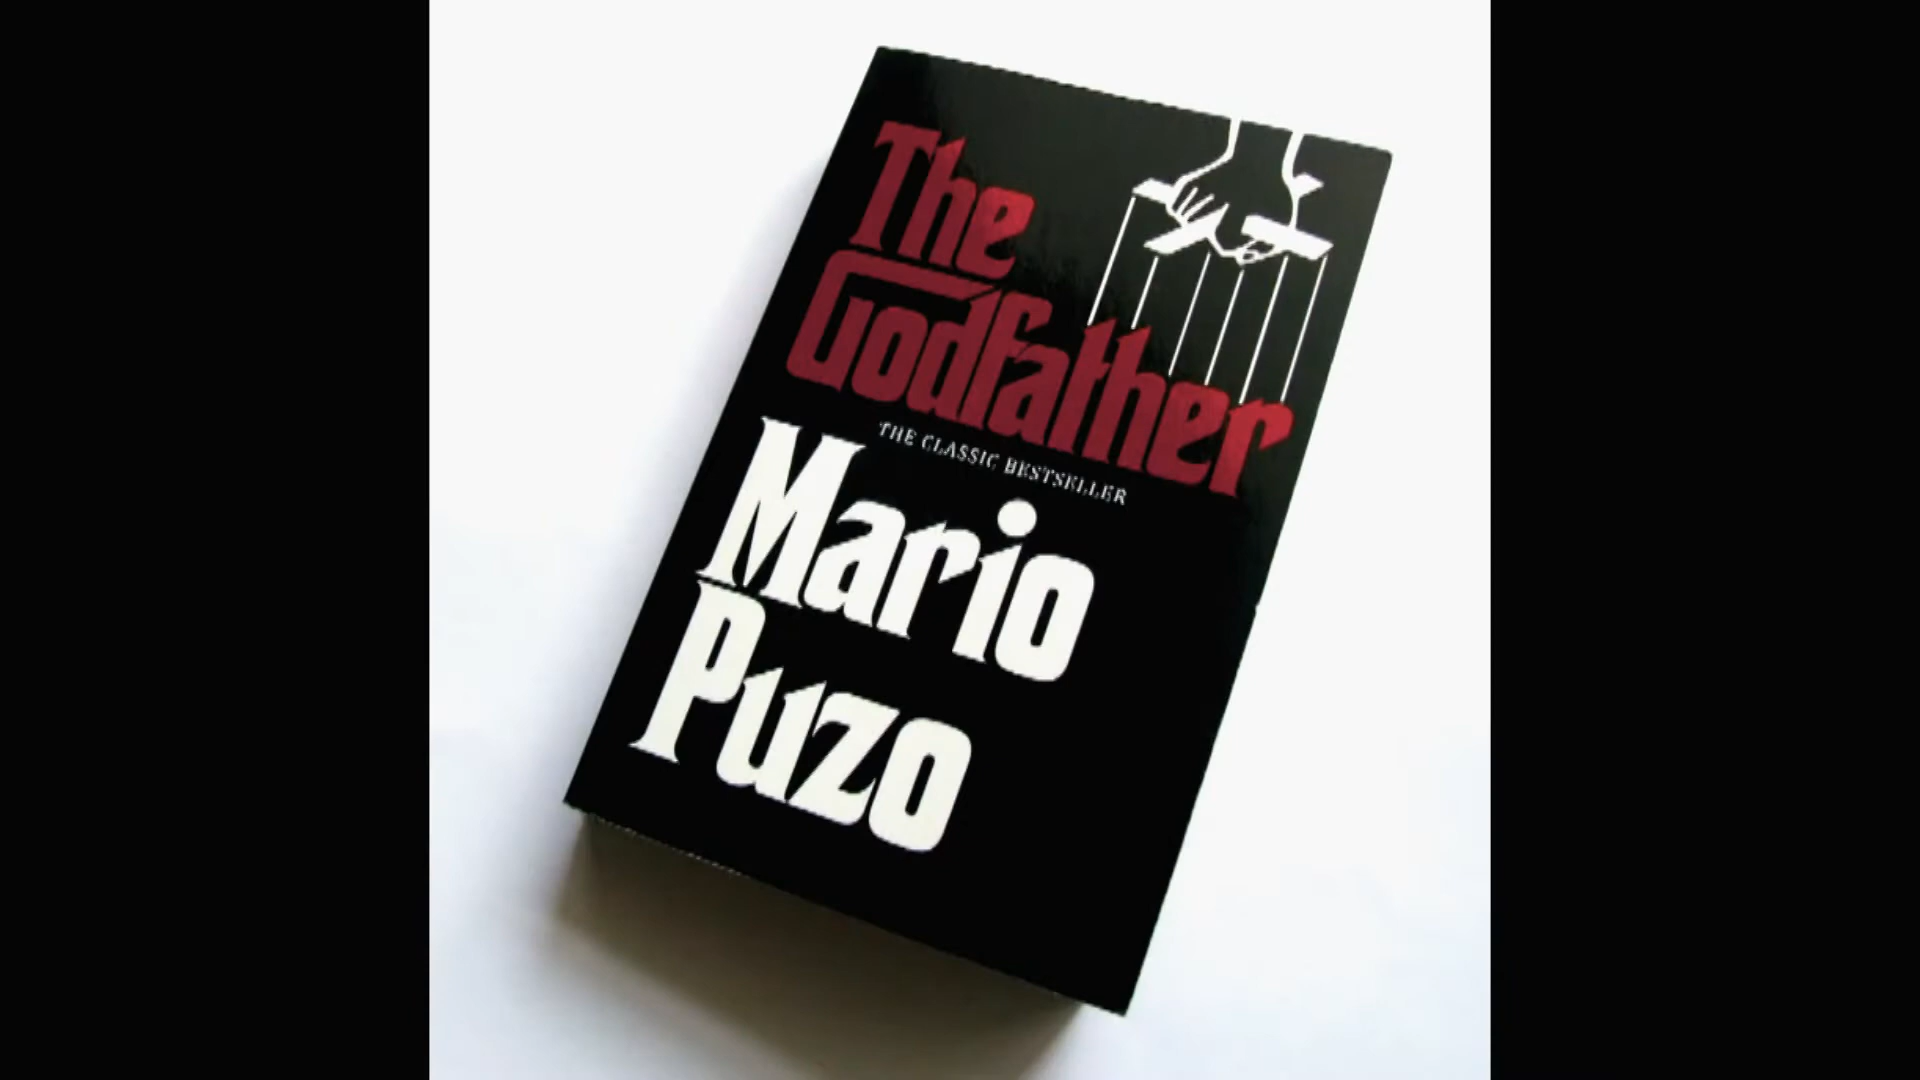 The
Godfather
THE CLASSIC BESTSELLER
Mario
Puzo